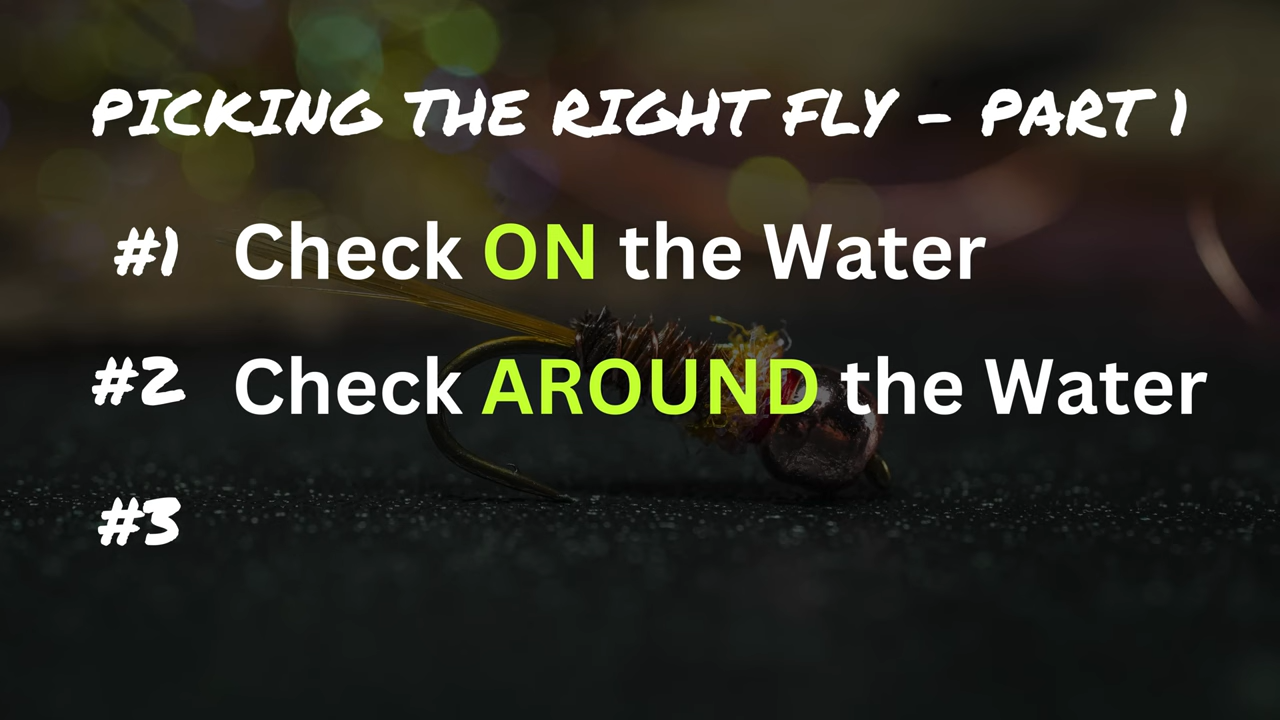 PICKING THE RIGHT FLY - PART 1
#1 Check ON the Water
#2 Check AROUND the Water
#3